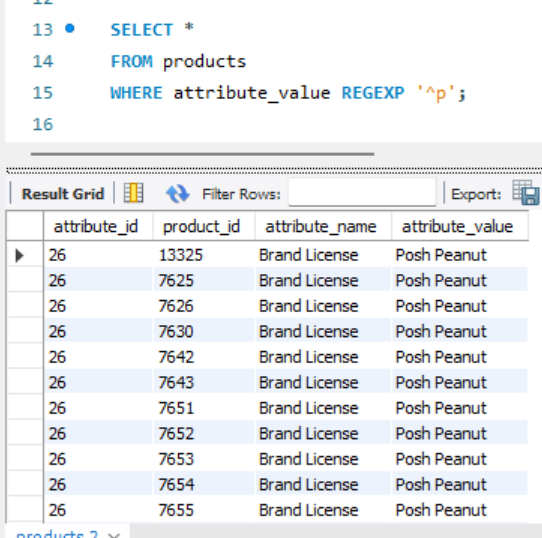 12
13 SELECT *
14 FROM products
15 WHERE attribute_value REGEXP '^p';
16
Result Grid Filter Rows: Export:
attribute_id product_id attribute_name attribute_value
26 13325 Brand License Posh Peanut
26 7625 Brand License Posh Peanut
26 7626 Brand License Posh Peanut
26 7630 Brand License Posh Peanut
26 7642 Brand License Posh Peanut
26 7643 Brand License Posh Peanut
26 7651 Brand License Posh Peanut
26 7652 Brand License Posh Peanut
26 7653 Brand License Posh Peanut
26 7654 Brand License Posh Peanut
26 7655 Brand License Posh Peanut
products 2